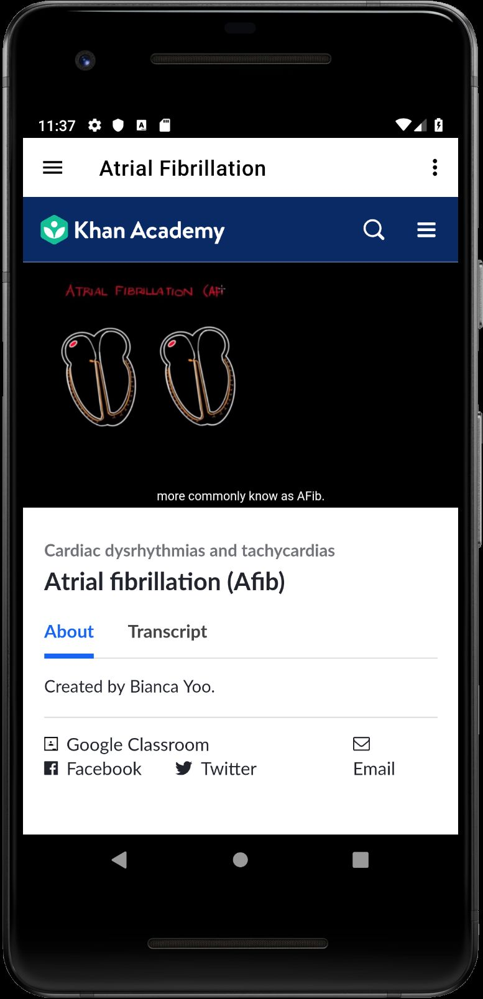 11:37
Atrial Fibrillation
Khan Academy
ATRIAL FIBRILLATION (AF
more commonly know as AFib.
Cardiac dysrhythmias and tachycardias
Atrial fibrillation (Afib)
About Transcript
Created by Bianca Yoo.
Google Classroom
Facebook Twitter Email